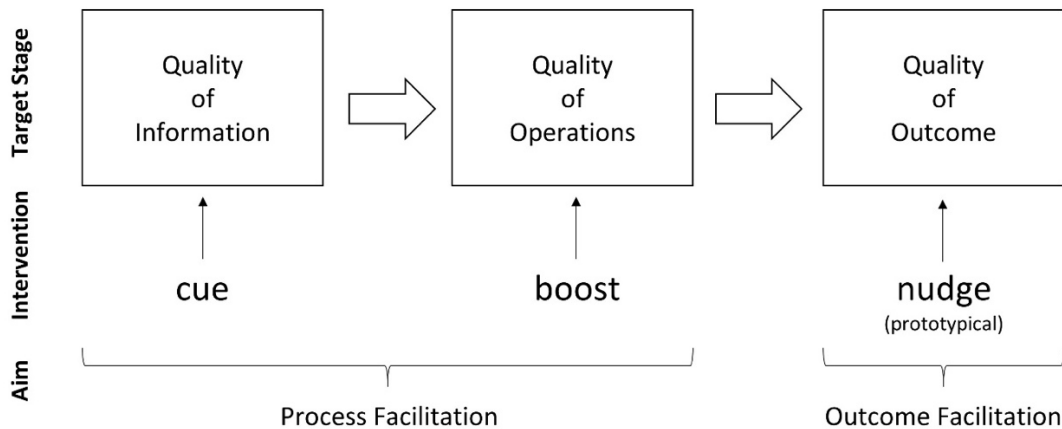 Target Stage
Quality
of
Information
Quality
of
Operations
Quality
of
Outcome
Intervention
cue
boost
nudge
(prototypical)
Aim
Process Facilitation
Outcome Facilitation